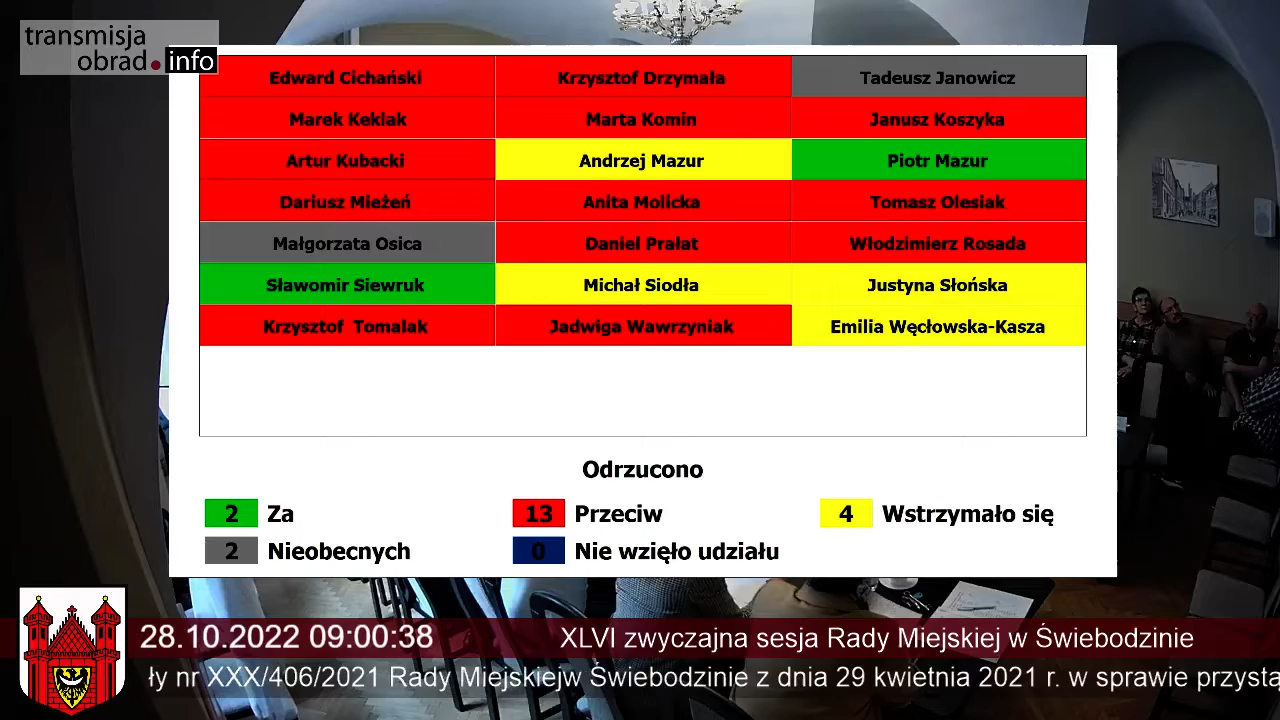 transmisja
obrad.info
Edward Cichański Krzysztof Drzymała Tadeusz Janowicz
Marek Keklak Marta Komin Janusz Koszyka
Artur Kubacki Andrzej Mazur Piotr Mazur
Dariusz Mieżeń Anita Molicka Tomasz Olesiak
Małgorzata Osica Daniel Prałat Włodzimierz Rosada
Sławomir Siewruk Michał Siodła Justyna Słońska
Krzysztof Tomalak Jadwiga Wawrzyniak Emilia Węcłowska-Kasza
Odrzucono
2 Za 13 Przeciw 4 Wstrzymało się
2 Nieobecnych 0 Nie wzięło udziału
28.10.2022 09:00:38 XLVI zwyczajna sesja Rady Miejskiej w Świebodzinie
ły nr XXX/406/2021 Rady Miejskiejw Świebodzinie z dnia 29 kwietnia 2021 r. w sprawie przystą